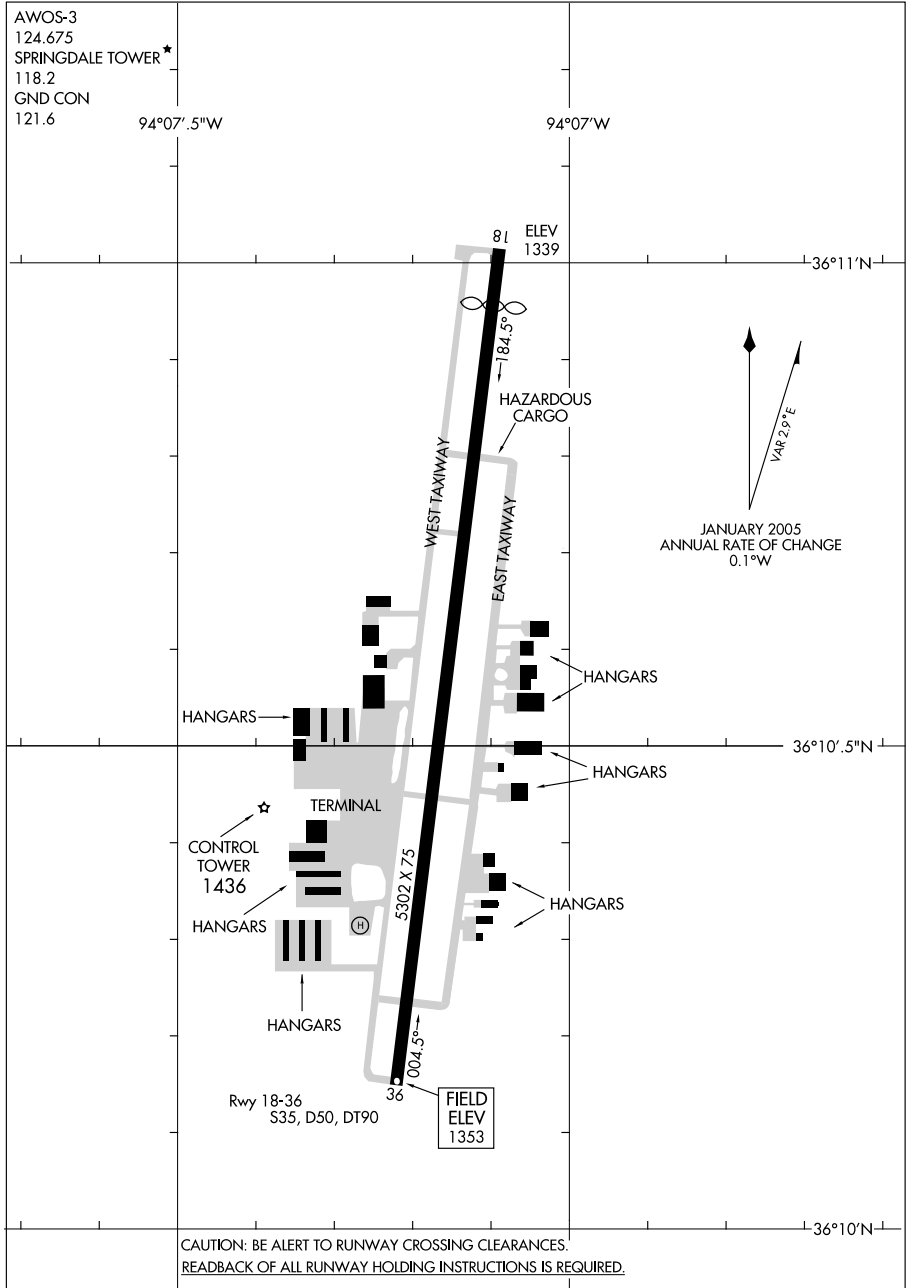 AWOS-3
124.675
SPRINGDALE TOWER
118.2
GND CON
121.6
94°07'.5"W
94°07'W
18
ELEV
1339
36°11'N
184.5°
HAZARDOUS
CARGO
VAR 2.9°E
WEST TAXIWAY
EAST TAXIWAY
JANUARY 2005
ANNUAL RATE OF CHANGE
0.1°W
HANGARS
HANGARS
36°10'.5"N
HANGARS
TERMINAL
CONTROL
TOWER
1436
5302 X 75
HANGARS
HANGARS
H
HANGARS
004.5°
36
Rwy 18-36
S35, D50, DT90
FIELD
ELEV
1353
36°10'N
CAUTION: BE ALERT TO RUNWAY CROSSING CLEARANCES.
READBACK OF ALL RUNWAY HOLDING INSTRUCTIONS IS REQUIRED.